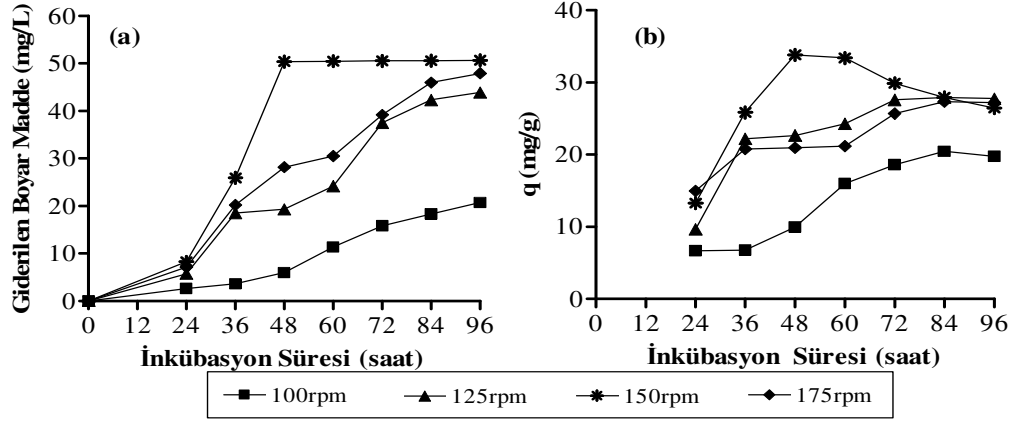 (a)
Giderilen Boyar Madde (mg/L)
60
50
40
30
20
10
0
0 12 24 36 48 60 72 84 96
İnkübasyon Süresi (saat)
(b)
q (mg/g)
40
30
20
10
0
0 12 24 36 48 60 72 84 96
İnkübasyon Süresi (saat)
100rpm 125rpm 150rpm 175rpm